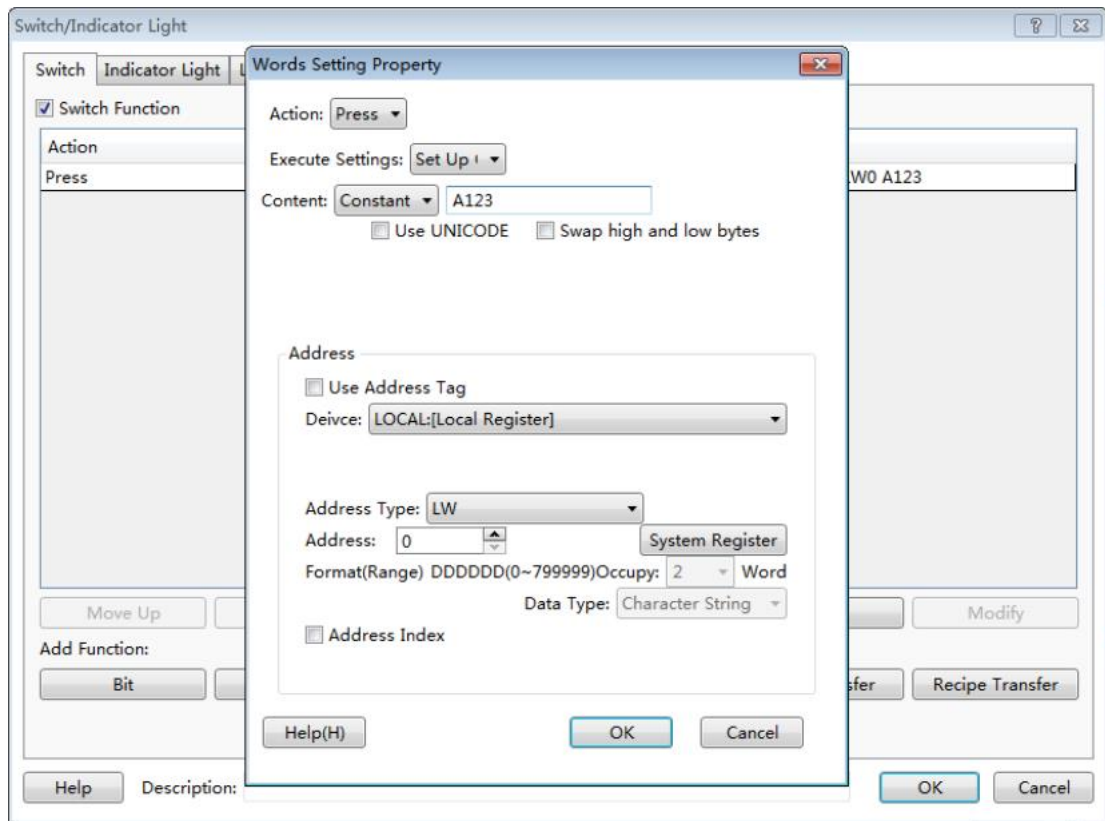 Switch/Indicator Light
Switch Indicator Light
Words Setting Property
Switch Function
Action: Press
Action
Execute Settings: Set Up
Press
W0 A123
Content: Constant A123
Use UNICODE Swap high and low bytes
Address
Use Address Tag
Deivce: LOCAL:[Local Register]
Address Type: LW
Address: 0 System Register
Format(Range) DDDDDD(0~799999)Occupy: 2 Word
Data Type: Character String
Move Up Modify
Address Index
Add Function:
Bit sfer Recipe Transfer
Help(H) OK Cancel
Help Description: OK Cancel